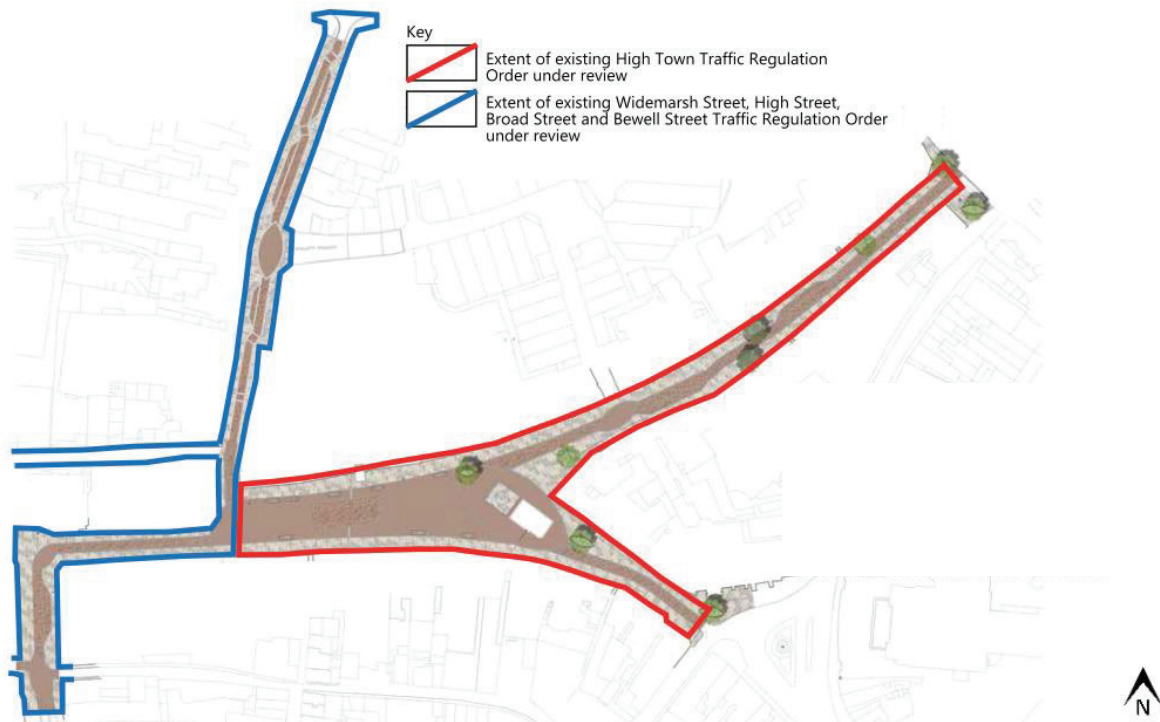 Key
Extent of existing High Town Traffic Regulation
Order under review
Extent of existing Widemarsh Street, High Street,
Broad Street and Bewell Street Traffic Regulation Order
under review
N